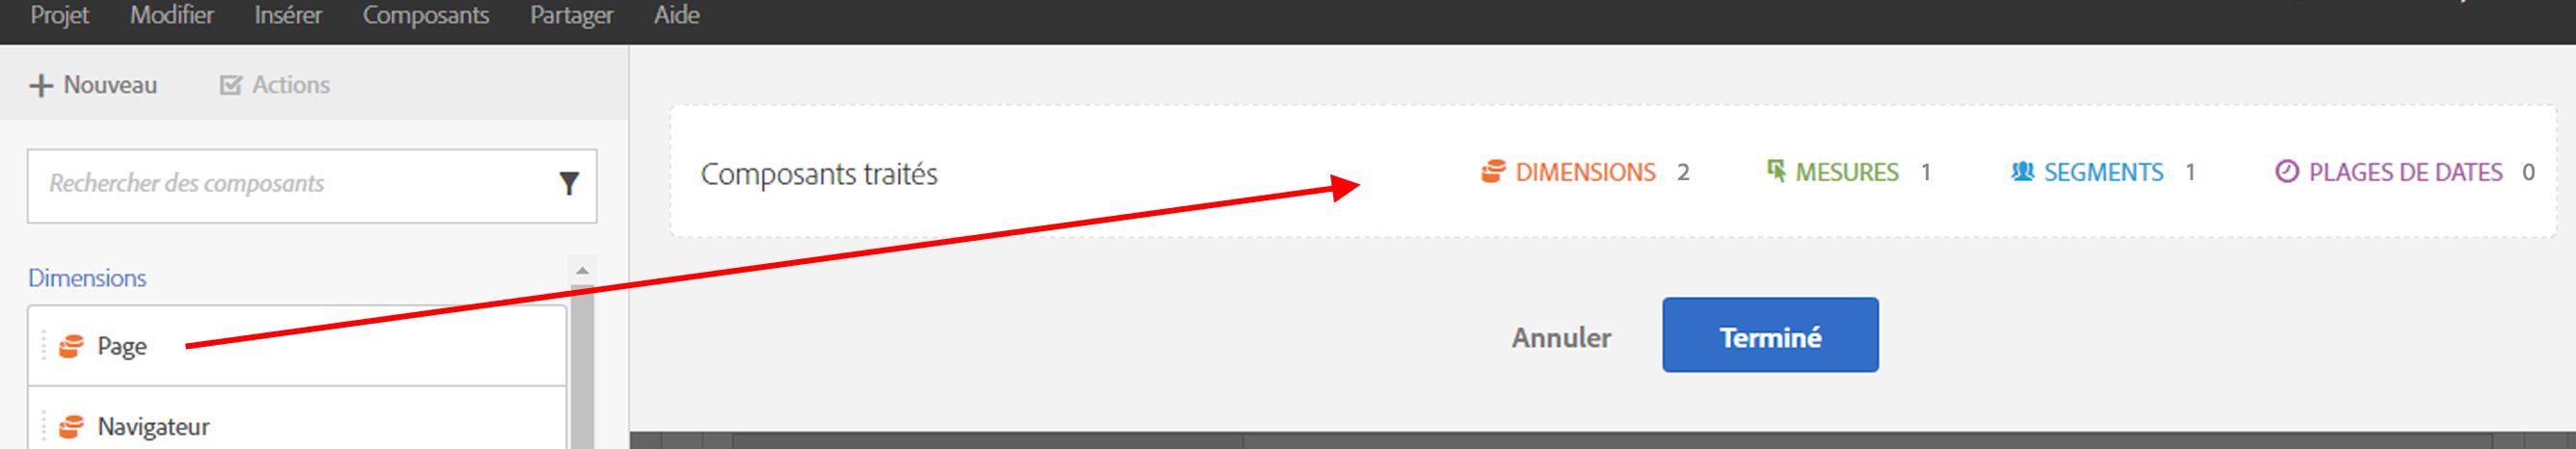 Projet Modifier Insérer Composants Partager Aide
Nouveau Actions
Rechercher des composants
Dimensions
Page
Navigateur
Composants traités DIMENSIONS 2 MESURES 1 SEGMENTS 1 PLAGES DE DATES 0
Annuler Terminé